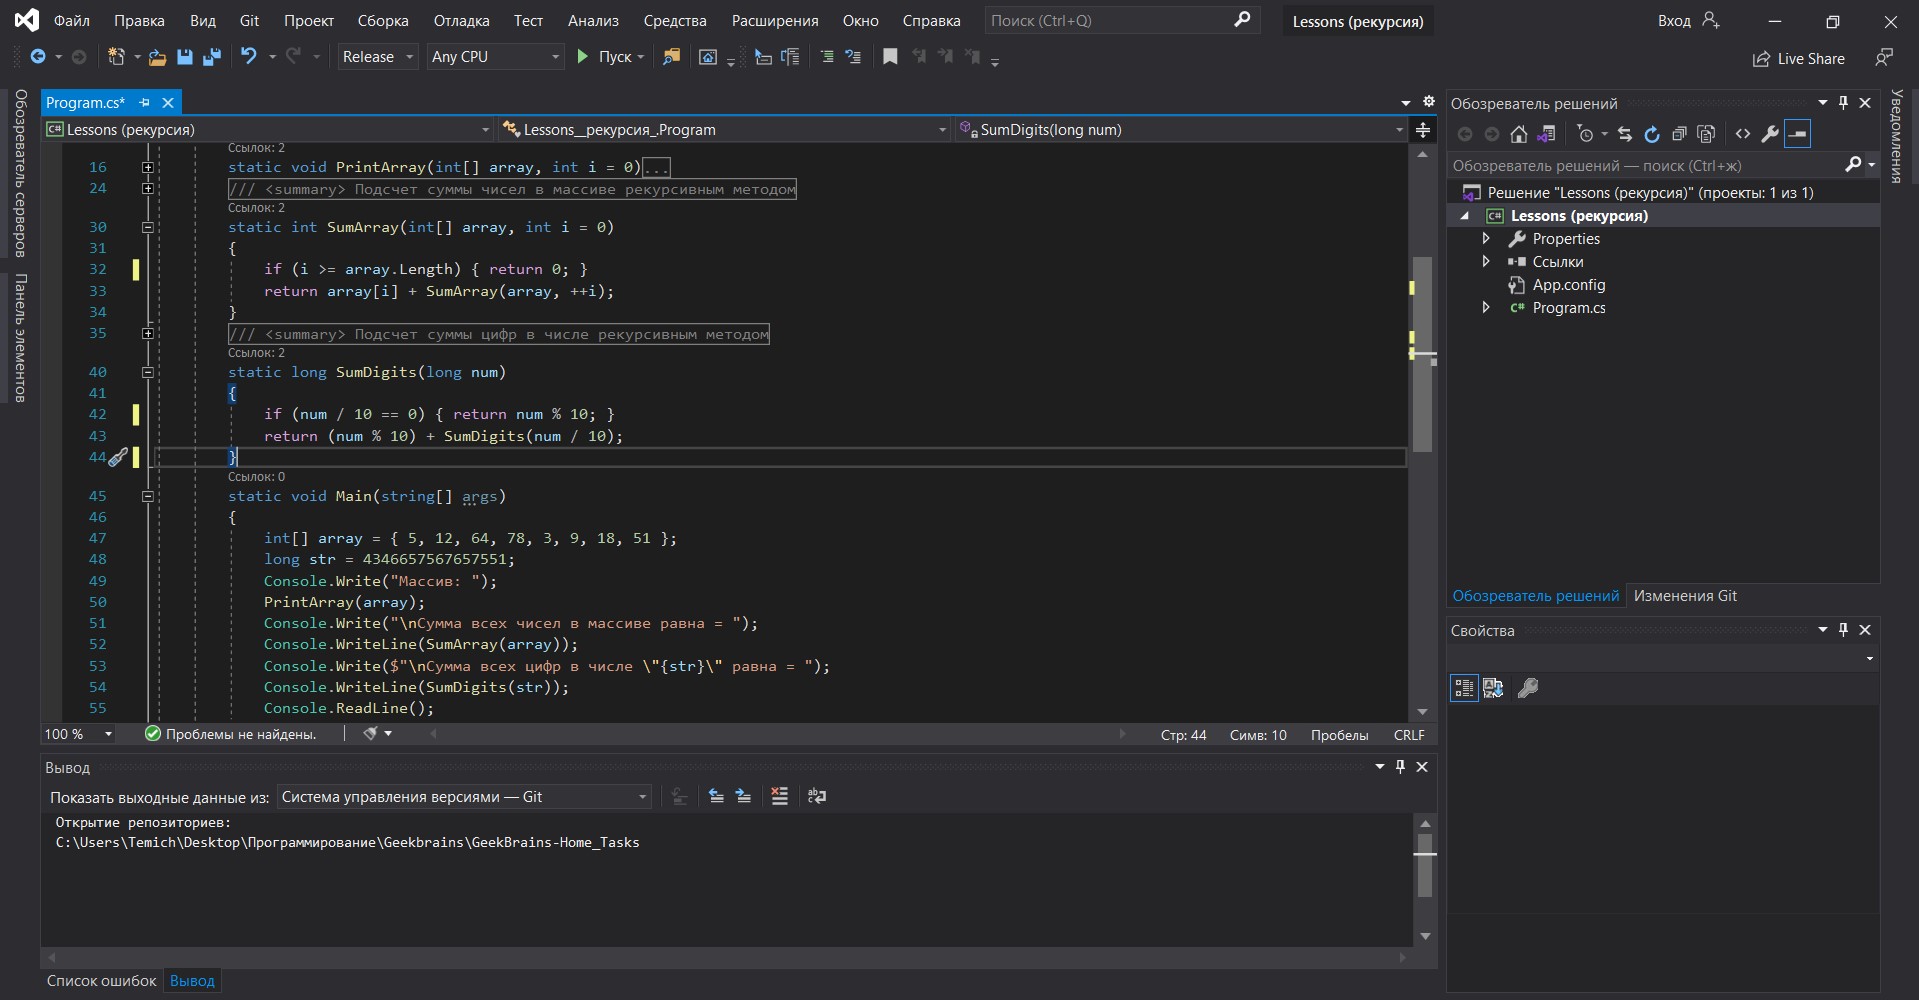 Файл Правка Вид Git Проект Сборка Отладка Тест Анализ Средства Расширения Окно Справка Поиск (Ctrl+Q) Lessons (рекурсия) Вход
Release Any CPU Пуск Live Share
Обозреватель серверов
Панель элементов
Program.cs*
C# Lessons (рекурсия) Lessons__рекурсия_.Program SumDigits(long num)
Ссылок: 2
16 static void PrintArray(int[] array, int i = 0)...
24 /// <summary> Подсчет суммы чисел в массиве рекурсивным методом
Ссылок: 2
30 static int SumArray(int[] array, int i = 0)
31 {
32 if (i >= array.Length) { return 0; }
33 return array[i] + SumArray(array, ++i);
34 }
35 /// <summary> Подсчет суммы цифр в числе рекурсивным методом
Ссылок: 2
40 static long SumDigits(long num)
41 {
42 if (num / 10 == 0) { return num % 10; }
43 return (num % 10) + SumDigits(num / 10);
44 }
Ссылок: 0
45 static void Main(string[] args)
46 {
47 int[] array = { 5, 12, 64, 78, 3, 9, 18, 51 };
48 long str = 4346657567657551;
49 Console.Write("Массив: ");
50 PrintArray(array);
51 Console.Write("\nСумма всех чисел в массиве равна = ");
52 Console.WriteLine(SumArray(array));
53 Console.Write($"\nСумма всех цифр в числе \"{str}\" равна = ");
54 Console.WriteLine(SumDigits(str));
55 Console.ReadLine();
100 % Проблемы не найдены. Стр: 44 Симв: 10 Пробелы CRLF
Вывод
Показать выходные данные из: Система управления версиями — Git
Открытие репозиториев:
C:\Users\Temich\Desktop\Программирование\Geekbrains\GeekBrains-Home_Tasks
Список ошибок Вывод
Обозреватель решений
Обозреватель решений — поиск (Ctrl+ж)
Решение "Lessons (рекурсия)" (проекты: 1 из 1)
C# Lessons (рекурсия)
Properties
Ссылки
App.config
C# Program.cs
Обозреватель решений Изменения Git
Свойства
Уведомления